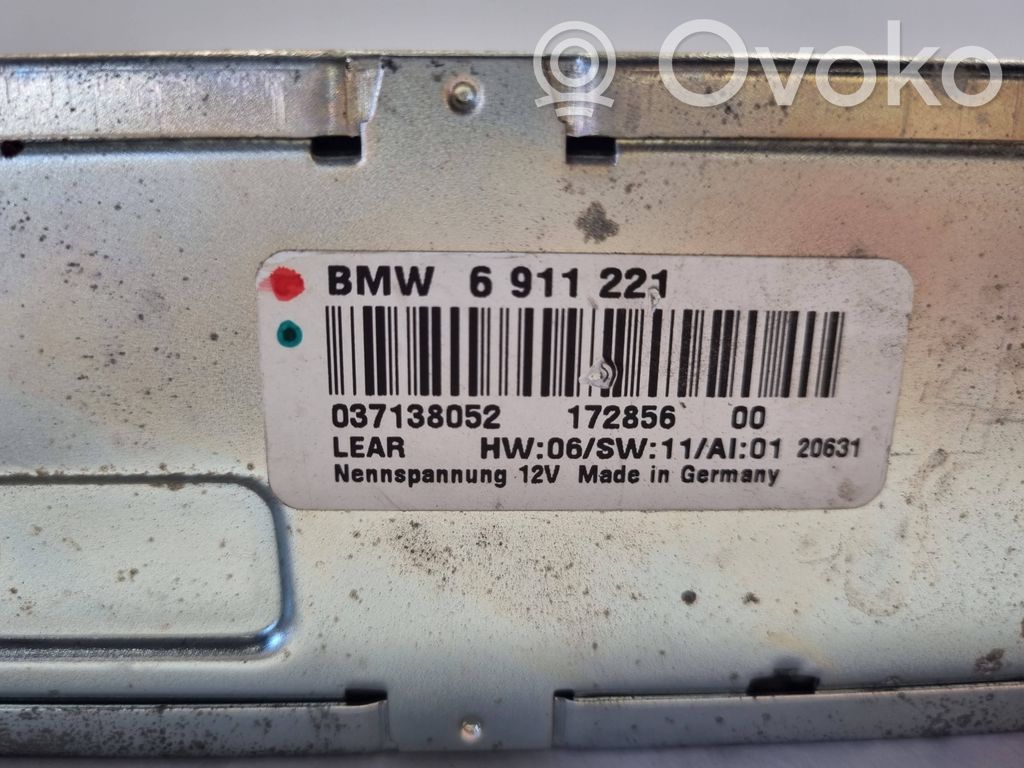 Ovoko
BMW 6 911 221
037138052 172856 00
LEAR HW:06/SW:11/AI:01 20631
Nennspannung 12V Made in Germany